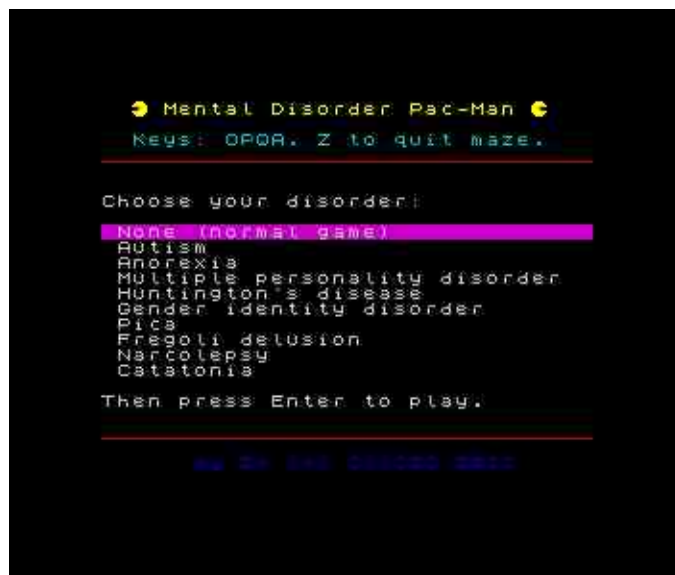 Mental Disorder Pac-Man
Keys: OPQA. Z to quit maze.
Choose your disorder:
None (normal game)
Autism
Anorexia
Multiple personality disorder
Huntington's disease
Gender identity disorder
Pica
Fregoli delusion
Narcolepsy
Catatonia
Then press Enter to play.